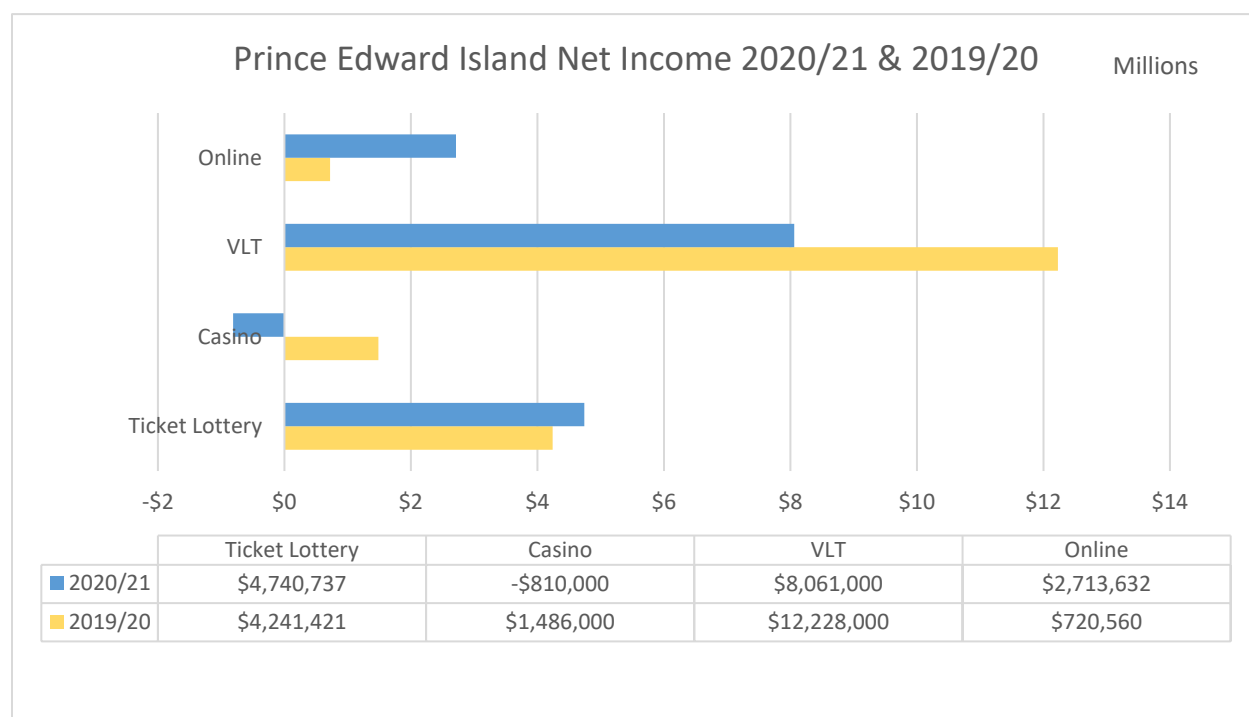 Prince Edward Island Net Income 2020/21 & 2019/20
Millions
Online
VLT
Casino
Ticket Lottery
-$2 $0 $2 $4 $6 $8 $10 $12 $14
Ticket Lottery Casino VLT Online
2020/21 $4,740,737 -$810,000 $8,061,000 $2,713,632
2019/20 $4,241,421 $1,486,000 $12,228,000 $720,560